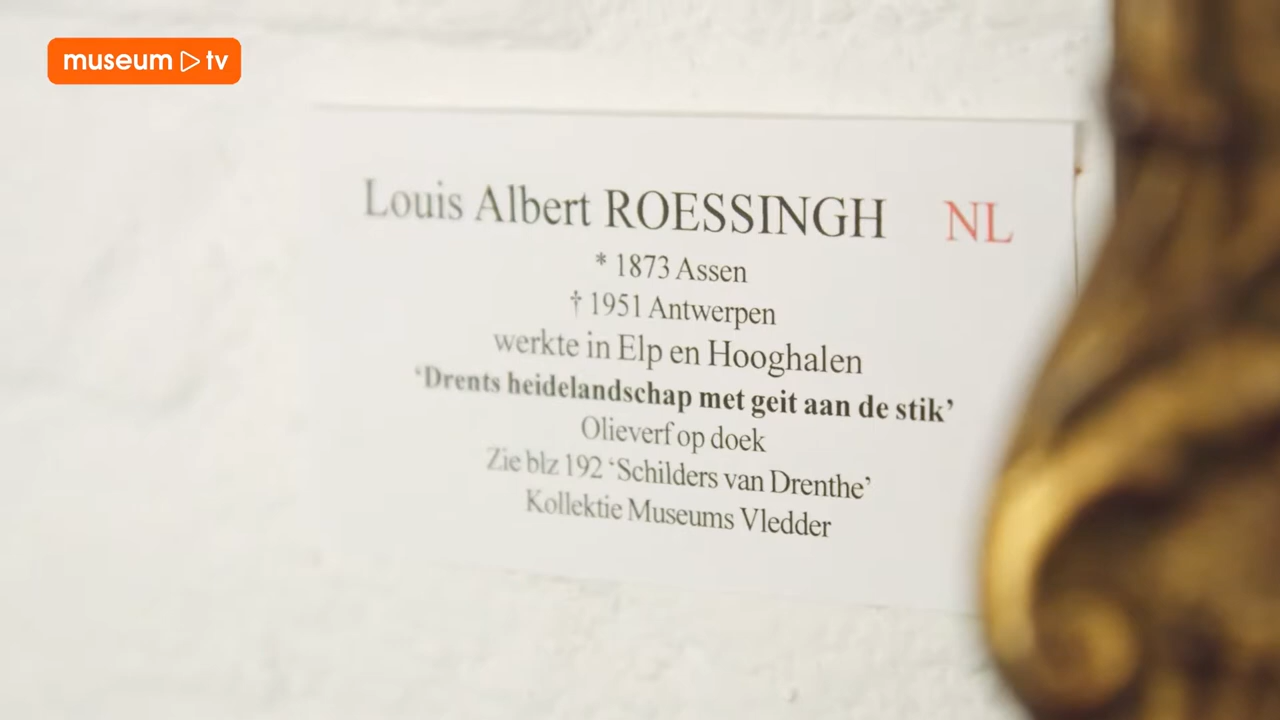 museum tv
Louis Albert ROESSINGH NL
* 1873 Assen
† 1951 Antwerpen
werkte in Elp en Hooghalen
‘Drents heidelandschap met geit aan de stik’
Olieverf op doek
Zie blz 192 ‘Schilders van Drenthe’
Kollektie Museums Vledder